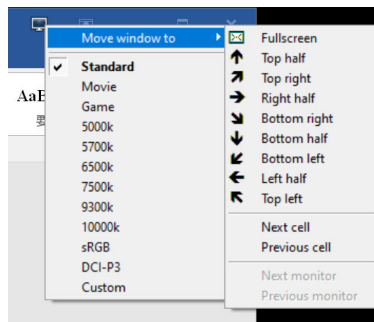 Move window to
Standard
Movie
Game
5000k
5700k
6500k
7500k
9300k
10000k
sRGB
DCI-P3
Custom
Fullscreen
Top half
Top right
Right half
Bottom right
Bottom half
Bottom left
Left half
Top left
Next cell
Previous cell
Next monitor
Previous monitor
AaB
要